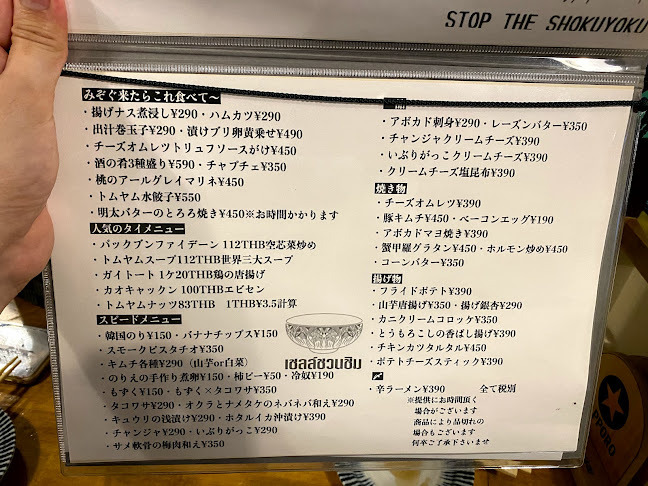 STOP THE SHOKUYOKU
みぞぐ来たらこれ食べて～
・揚げナス煮浸し¥290・ハムカツ¥290
・出汁巻玉子¥290・漬けブリ卵黄乗せ¥490
・チーズオムレツトリュフソースがけ¥450
・酒の肴3種盛り¥590・チャプチェ¥350
・桃のアールグレイマリネ¥450
・トムヤム水餃子¥550
・明太バターのとろろ焼き¥450※お時間かかります
人気のタイメニュー
・パックブンファイデーン 112THB空芯菜炒め
・トムヤムスープ112THB世界三大スープ
・ガイトート 1ケ20THB鶏の唐揚げ
・カオキャックン 100THBエビセン
・トムヤムナッツ83THB 1THB¥3.5計算
スピードメニュー
・韓国のり¥150・バナナチップス¥150
・スモークピスタチオ¥350
・キムチ各種¥290（山芋or白菜）
・のりえの手作り煮卵¥150・柿ピー¥50・冷奴¥190
・もずく¥150・もずく×タコワサ¥350
・タコワサ¥290・オクラとナメタケのネバネバ和え¥290
・キュウリの浅漬け¥290・ホタルイカ沖漬け¥390
・チャンジャ¥290・いぶりがっこ¥290
・サメ軟骨の梅肉和え¥350
เซลล์ชวนชิม
・アボカド刺身¥290・レーズンバター¥350
・チャンジャクリームチーズ¥390
・いぶりがっこクリームチーズ¥390
・クリームチーズ塩昆布¥390
焼き物
・チーズオムレツ¥390
・豚キムチ¥450・ベーコンエッグ¥190
・アボカドマヨ焼き¥390
・蟹甲羅グラタン¥450・ホルモン炒め¥450
・コーンバター¥350
揚げ物
・フライドポテト¥390
・山芋唐揚げ¥350・揚げ銀杏¥290
・カニクリームコロッケ¥350
・とうもろこしの香ばし揚げ¥390
・チキンカツタルタル¥450
・ポテトチーズスティック¥390
〆
・辛ラーメン¥390 全て税別
※提供にお時間頂く
場合がございます
商品により品切れの
場合もございます
何卒ご了承下さいませ
PPORO